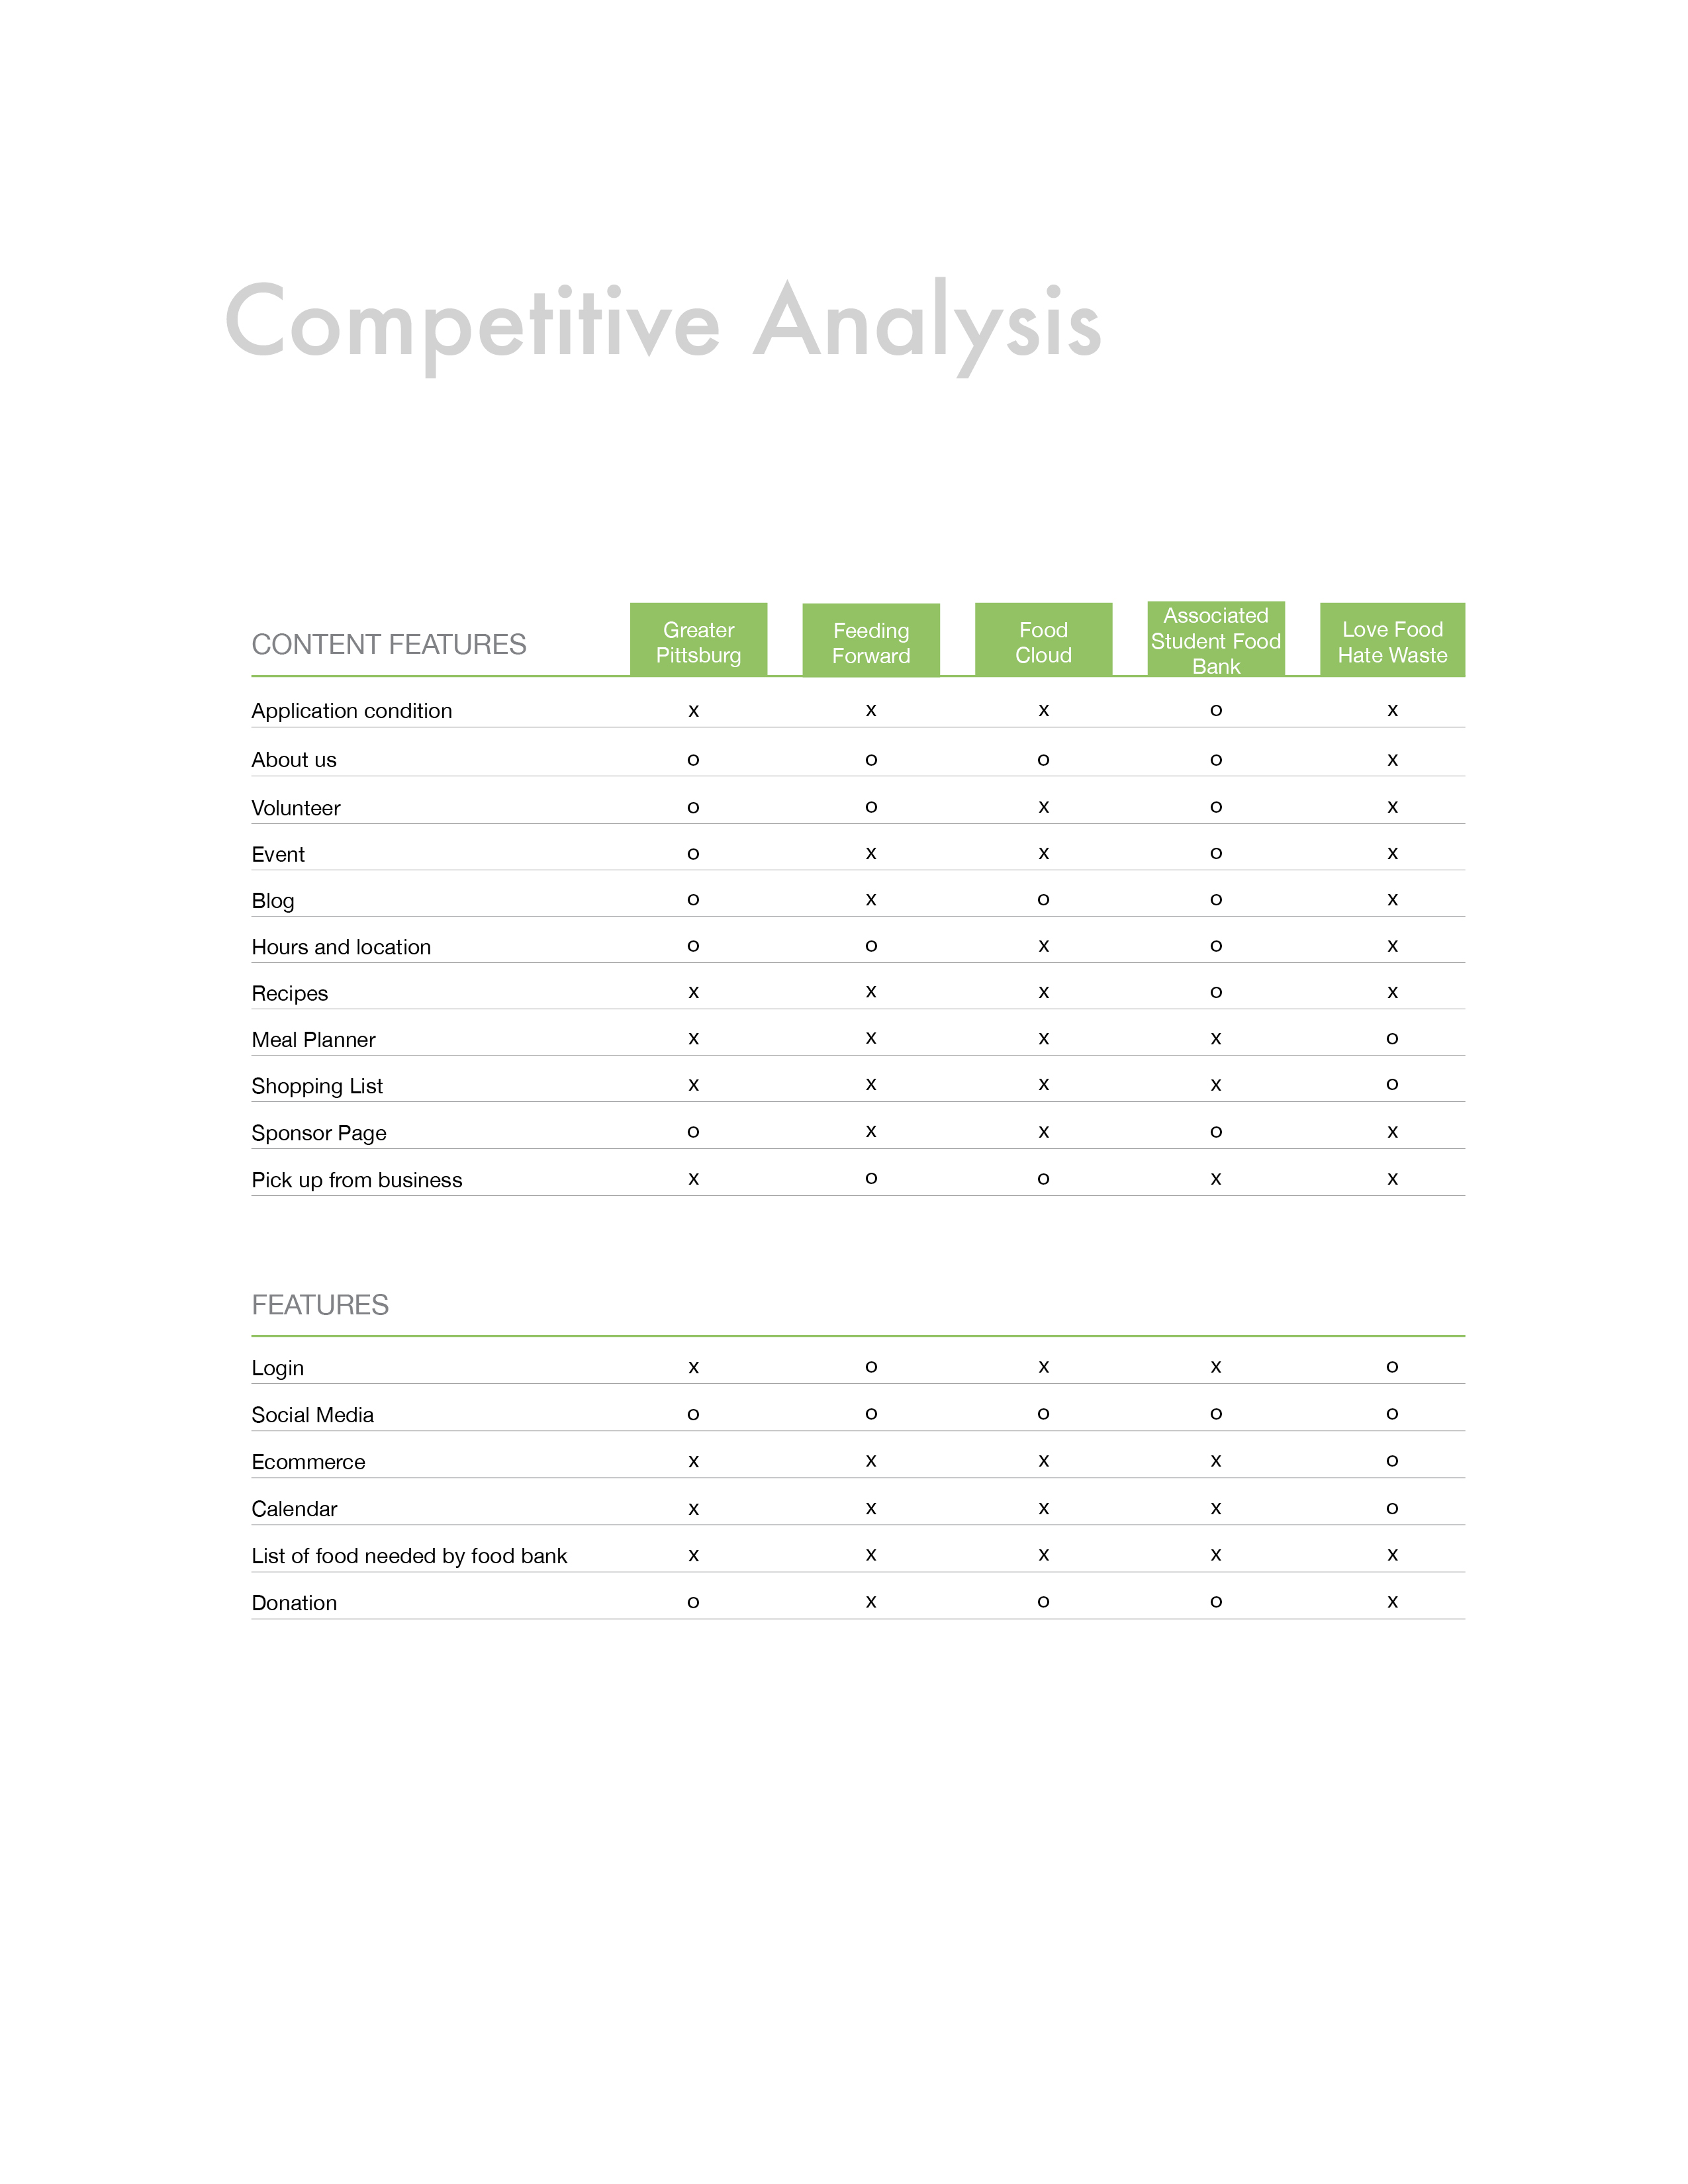 Competitive Analysis
CONTENT FEATURES
Greater
Pittsburg
Feeding
Forward
Food
Cloud
Associated
Student Food
Bank
Love Food
Hate Waste
Application condition x x x o x
About us o o o o x
Volunteer o o x o x
Event o x x o x
Blog o x o o x
Hours and location o o x o x
Recipes x x x o x
Meal Planner x x x x o
Shopping List x x x x o
Sponsor Page o x x o x
Pick up from business x o o x x
FEATURES
Login x o x x o
Social Media o o o o o
Ecommerce x x x x o
Calendar x x x x o
List of food needed by food bank x x x x x
Donation o x o o x